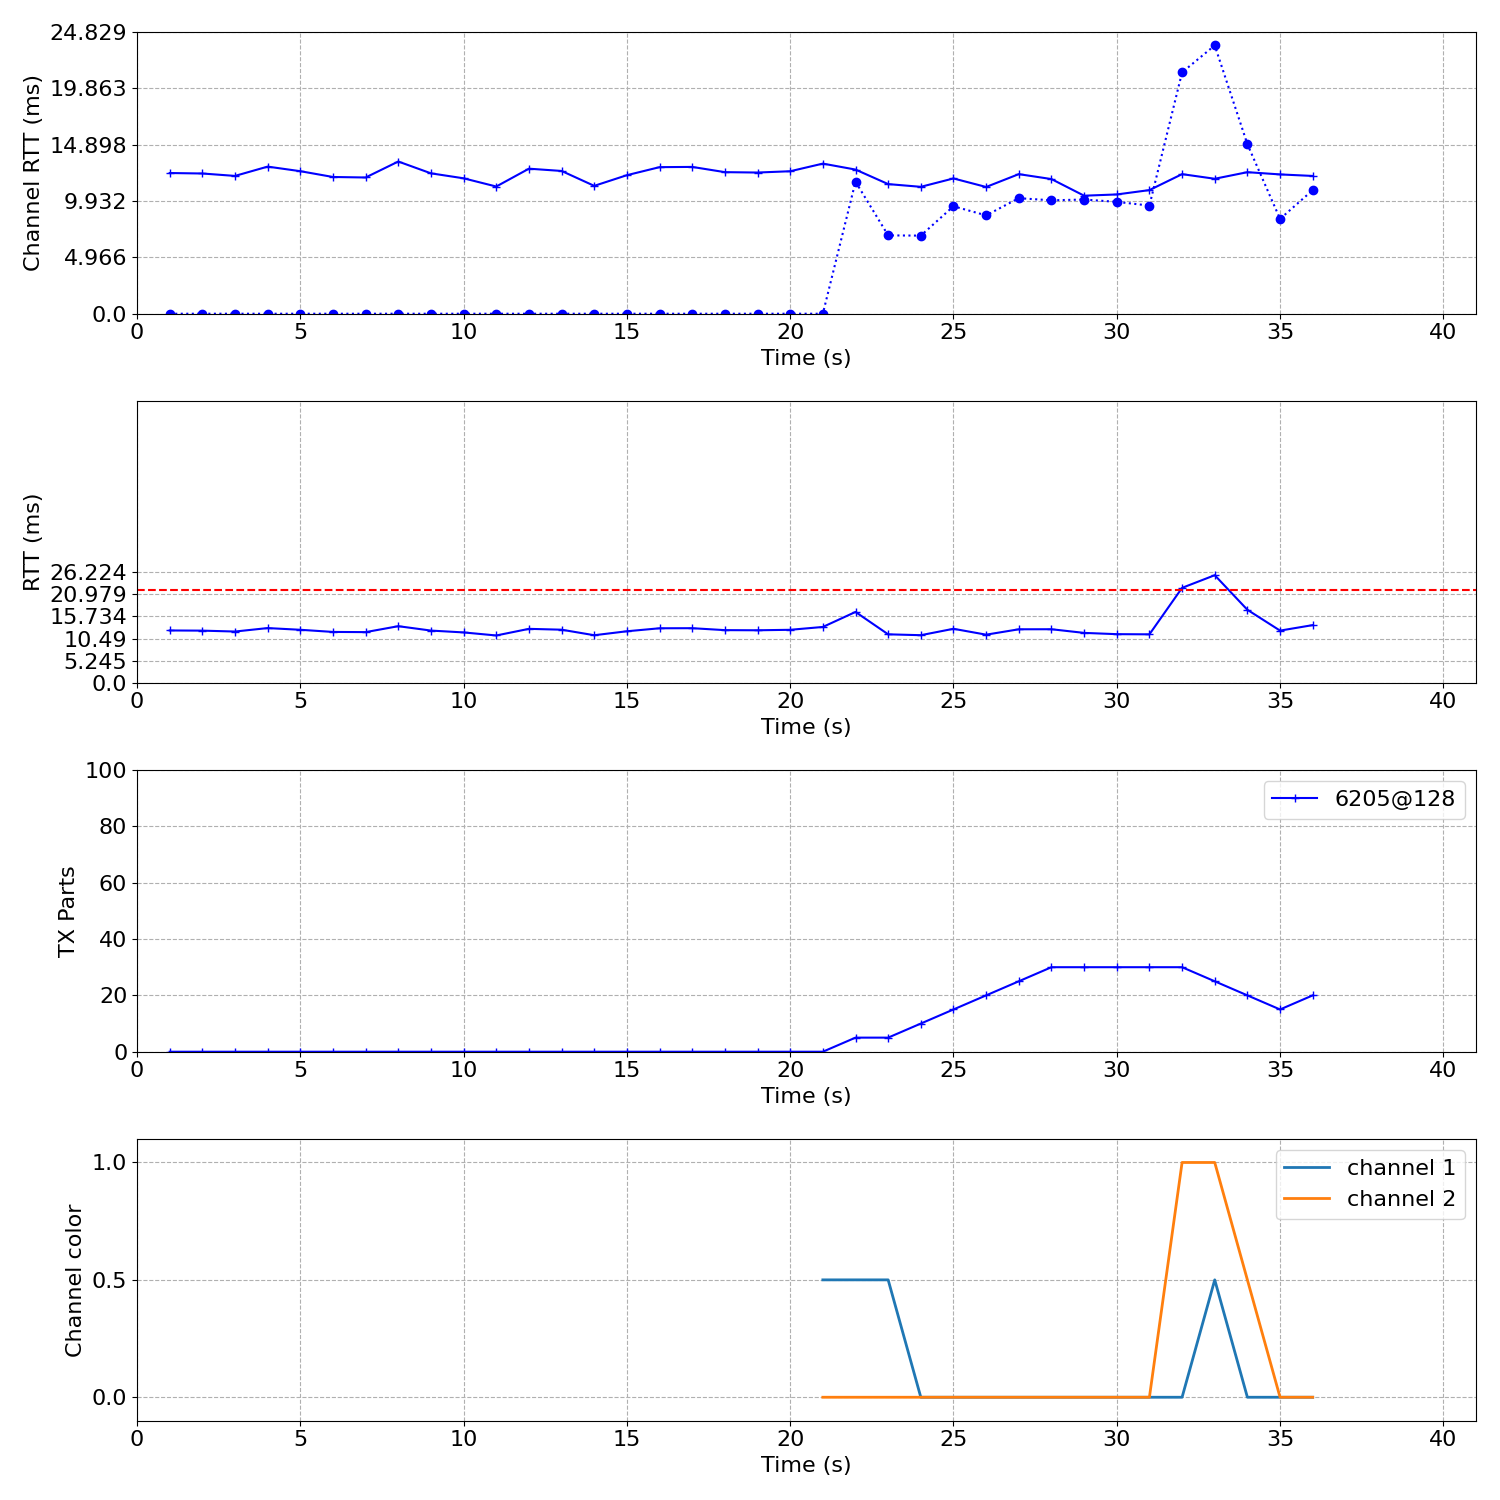 24.829
19.863
14.898
9.932
4.966
0.0
Channel RTT (ms)
0 5 10 15 20 25 30 35 40
Time (s)
26.224
20.979
15.734
10.49
5.245
0.0
RTT (ms)
0 5 10 15 20 25 30 35 40
Time (s)
100
80
60
40
20
0
TX Parts
6205@128
0 5 10 15 20 25 30 35 40
Time (s)
1.0
0.5
0.0
Channel color
channel 1
channel 2
0 5 10 15 20 25 30 35 40
Time (s)